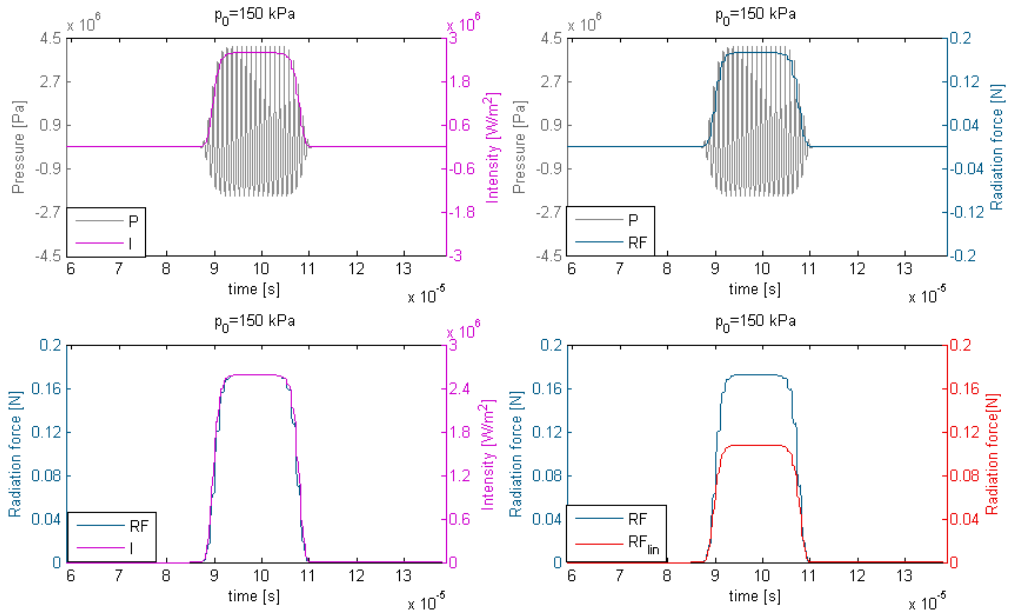 p0=150 kPa
x 10^6
x 10^6
4.5
2.7
0.9
-0.9
-2.7
-4.5
Pressure [Pa]
3
1.8
0.6
-0.6
-1.8
-3
Intensity [W/m2]
P
I
6 7 8 9 10 11 12 13
time [s]
x 10^-5
p0=150 kPa
x 10^6
4.5
2.7
0.9
-0.9
-2.7
-4.5
Pressure [Pa]
0.2
0.12
0.04
-0.04
-0.12
-0.2
Radiation force [N]
P
RF
6 7 8 9 10 11 12 13
time [s]
x 10^-5
p0=150 kPa
x 10^6
0.2
0.16
0.12
0.08
0.04
0
Radiation force [N]
3
2.4
1.8
1.2
0.6
0
Intensity [W/m2]
RF
I
6 7 8 9 10 11 12 13
time [s]
x 10^-5
p0=150 kPa
0.2
0.16
0.12
0.08
0.04
0
Radiation force [N]
0.2
0.16
0.12
0.08
0.04
0
Radiation force[N]
RF
RFlin
6 7 8 9 10 11 12 13
time [s]
x 10^-5